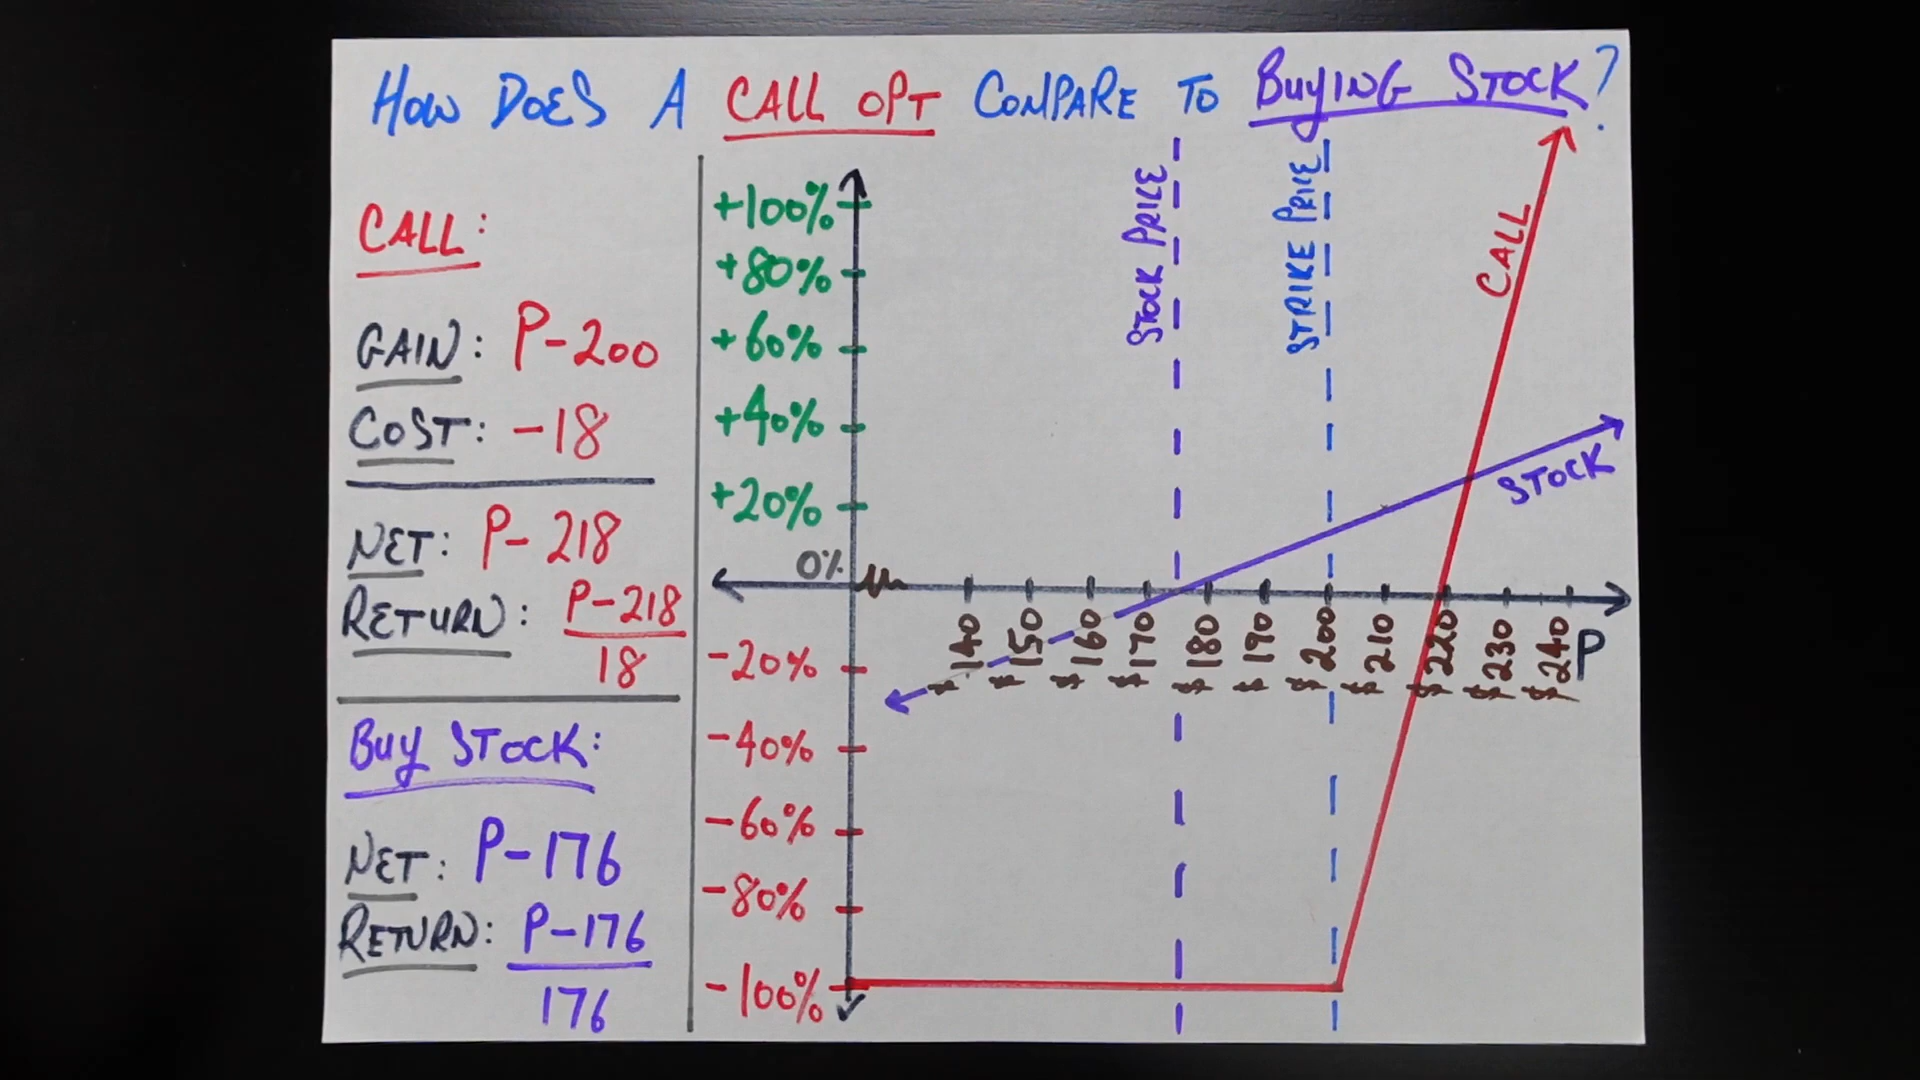 HOW DOES A CALL OPT COMPARE TO BUYING STOCK?
CALL:
GAIN: P-200
COST: -18
NET: P-218
RETURN: P-218
18
BUY STOCK:
NET: P-176
RETURN: P-176
176
+100%
+80%
+60%
+40%
+20%
0%
-20%
-40%
-60%
-80%
-100%
STOCK PRICE
STRIKE PRICE
CALL
STOCK
$140
$150
$160
$170
$180
$190
$200
$210
$220
$230
$240
P